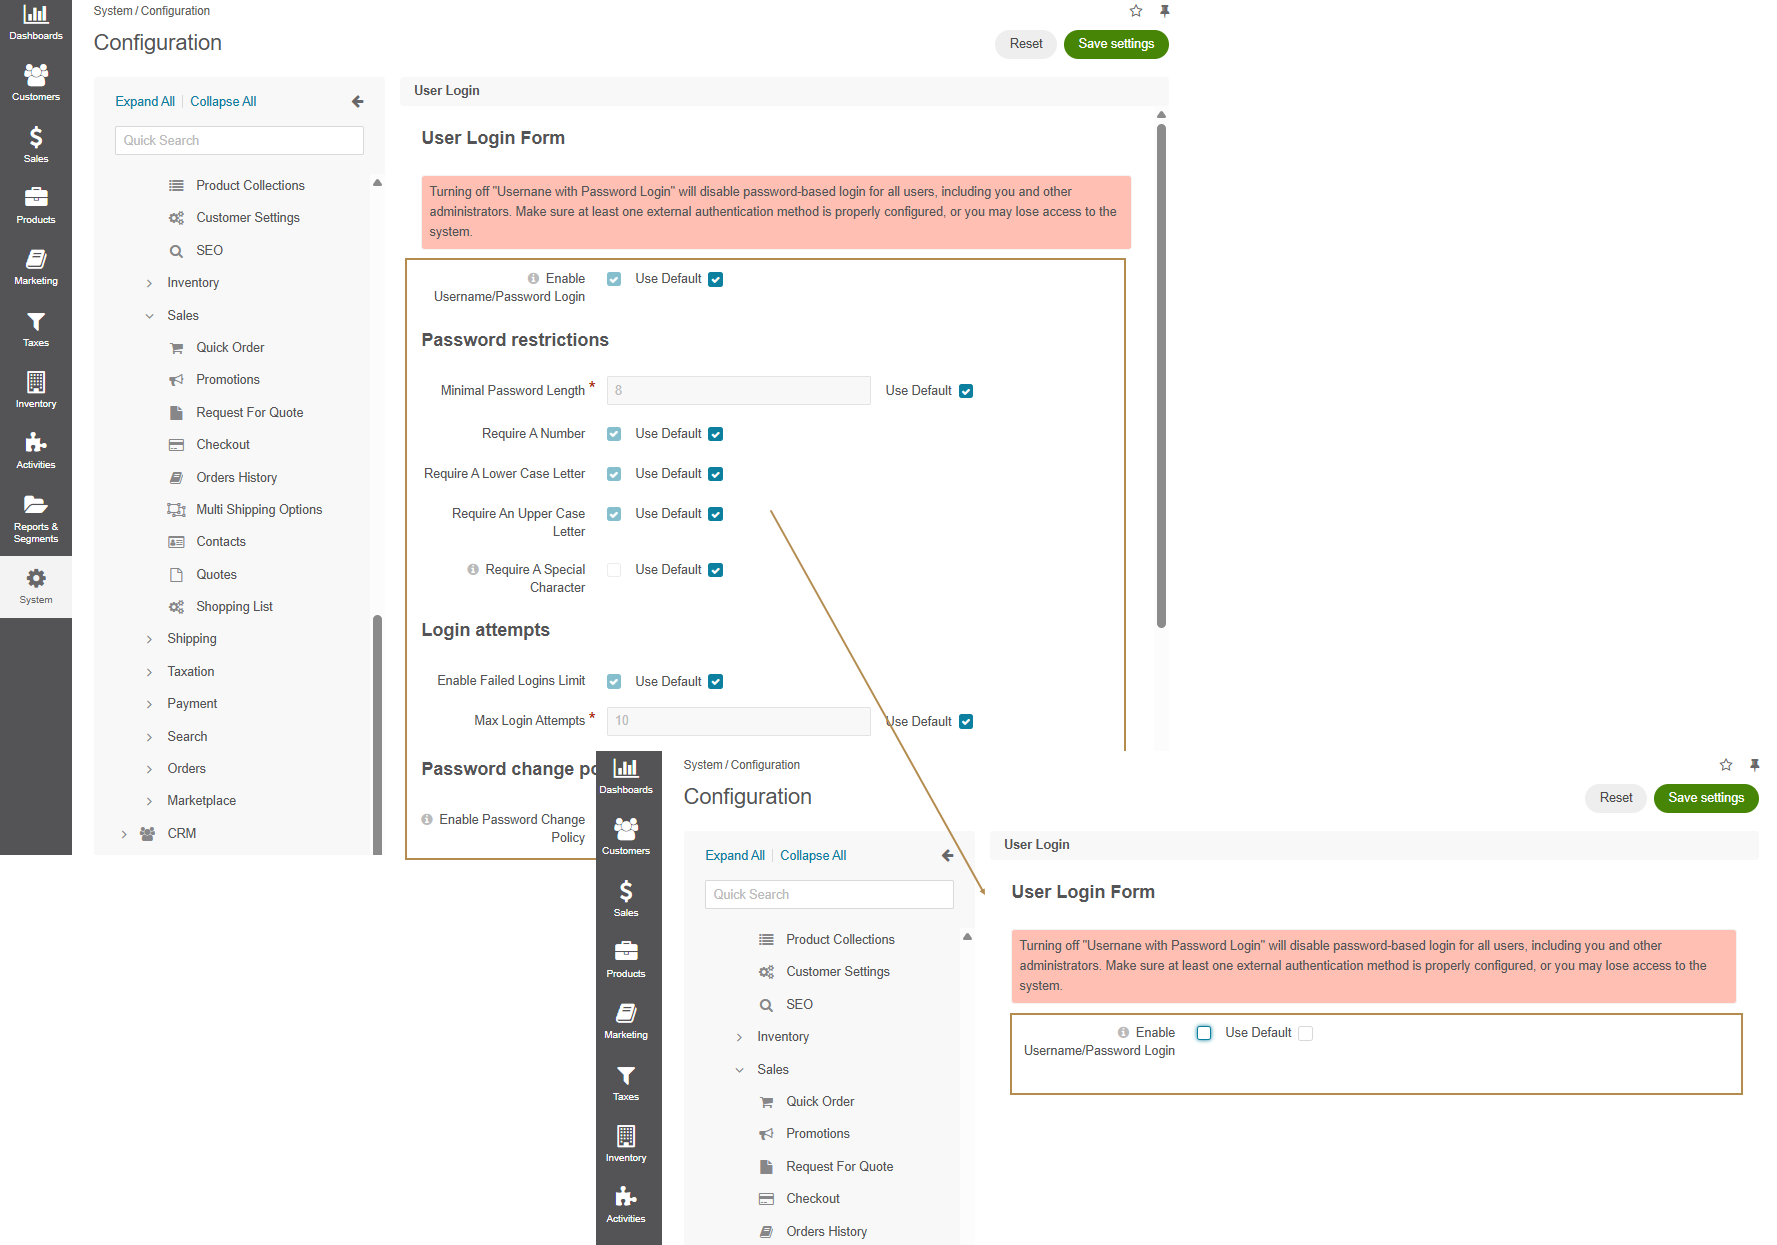 System / Configuration
Configuration
Reset
Save settings
Dashboards
Customers
Sales
Products
Marketing
Taxes
Inventory
Activities
Reports &
Segments
System
Expand All | Collapse All
Quick Search
Product Collections
Customer Settings
SEO
Inventory
Sales
Quick Order
Promotions
Request For Quote
Checkout
Orders History
Multi Shipping Options
Contacts
Quotes
Shopping List
Shipping
Taxation
Payment
Search
Orders
Marketplace
CRM
User Login
User Login Form
Turning off "Usernane with Password Login" will disable password-based login for all users, including you and other
administrators. Make sure at least one external authentication method is properly configured, or you may lose access to the
system.
Enable
Username/Password Login
Use Default
Password restrictions
Minimal Password Length *
8
Use Default
Require A Number
Use Default
Require A Lower Case Letter
Use Default
Require An Upper Case
Letter
Use Default
Require A Special
Character
Use Default
Login attempts
Enable Failed Logins Limit
Use Default
Max Login Attempts *
10
Use Default
Password change po
Enable Password Change
Policy
System / Configuration
Configuration
Reset
Save settings
Dashboards
Customers
Sales
Products
Marketing
Taxes
Inventory
Activities
Expand All | Collapse All
Quick Search
Product Collections
Customer Settings
SEO
Inventory
Sales
Quick Order
Promotions
Request For Quote
Checkout
Orders History
User Login
User Login Form
Turning off "Usernane with Password Login" will disable password-based login for all users, including you and other
administrators. Make sure at least one external authentication method is properly configured, or you may lose access to the
system.
Enable
Username/Password Login
Use Default